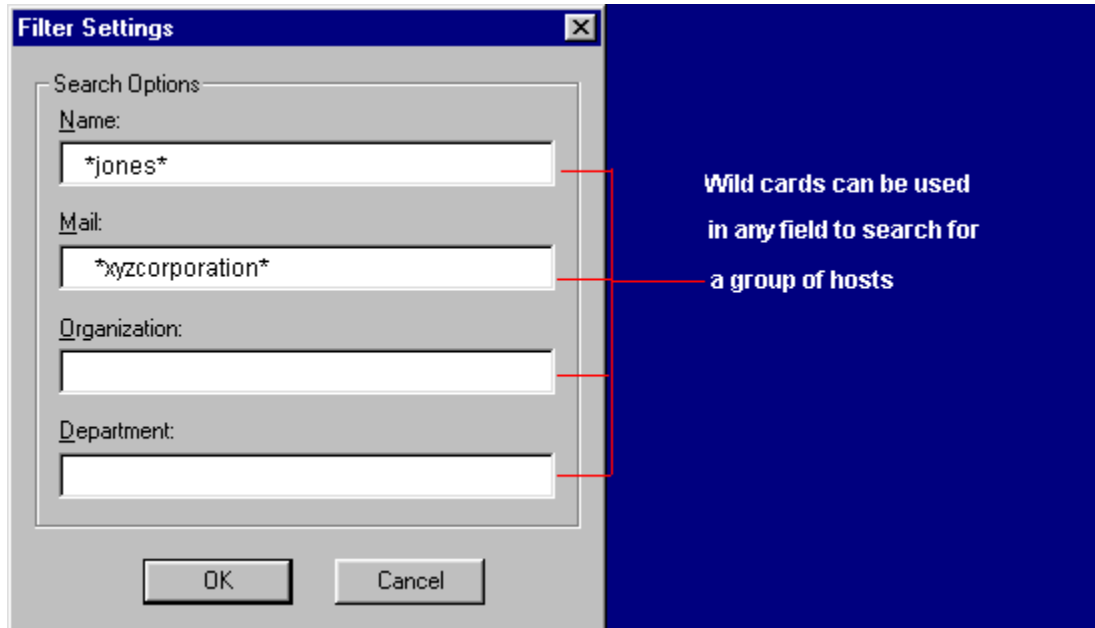 Filter Settings
Search Options
Name:
*jones*
Mail:
*xyzcorporation*
Organization:
Department:
OK
Cancel
Wild cards can be used
in any field to search for
a group of hosts